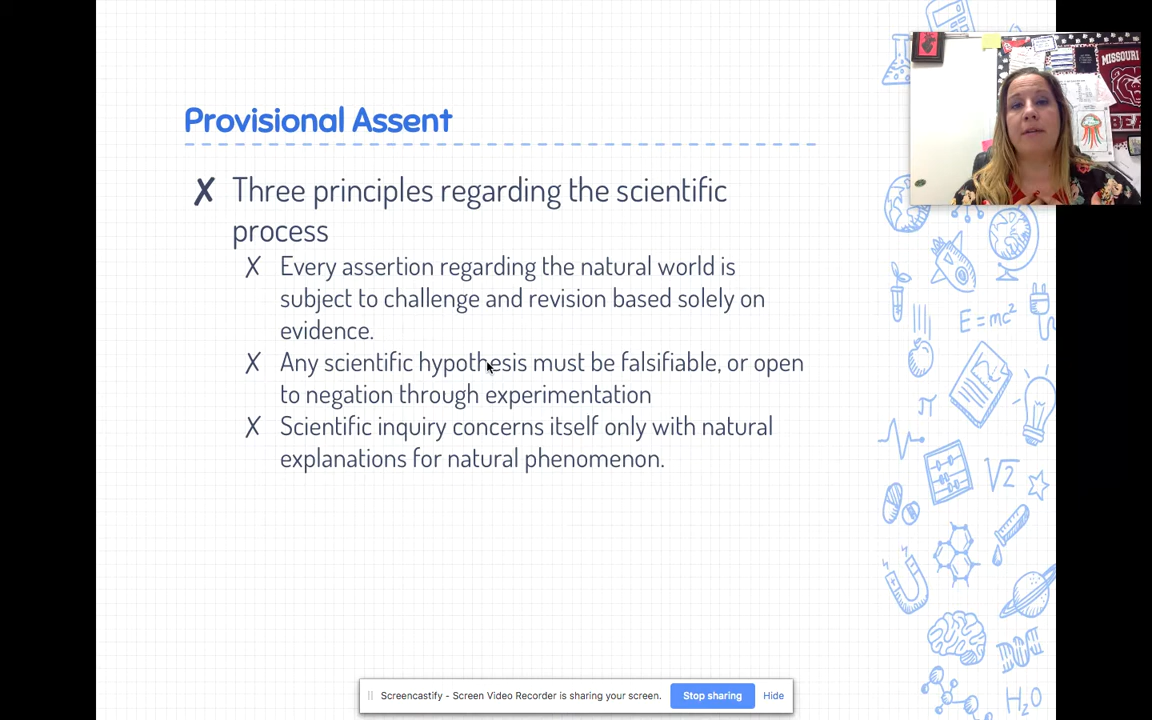 Provisional Assent
✗ Three principles regarding the scientific
process
✗ Every assertion regarding the natural world is
subject to challenge and revision based solely on
evidence.
✗ Any scientific hypothesis must be falsifiable, or open
to negation through experimentation
✗ Scientific inquiry concerns itself only with natural
explanations for natural phenomenon.
MISSOURI
BEA
E=mc²
π
√2
H₂O
Screencastify - Screen Video Recorder is sharing your screen.
Stop sharing
Hide